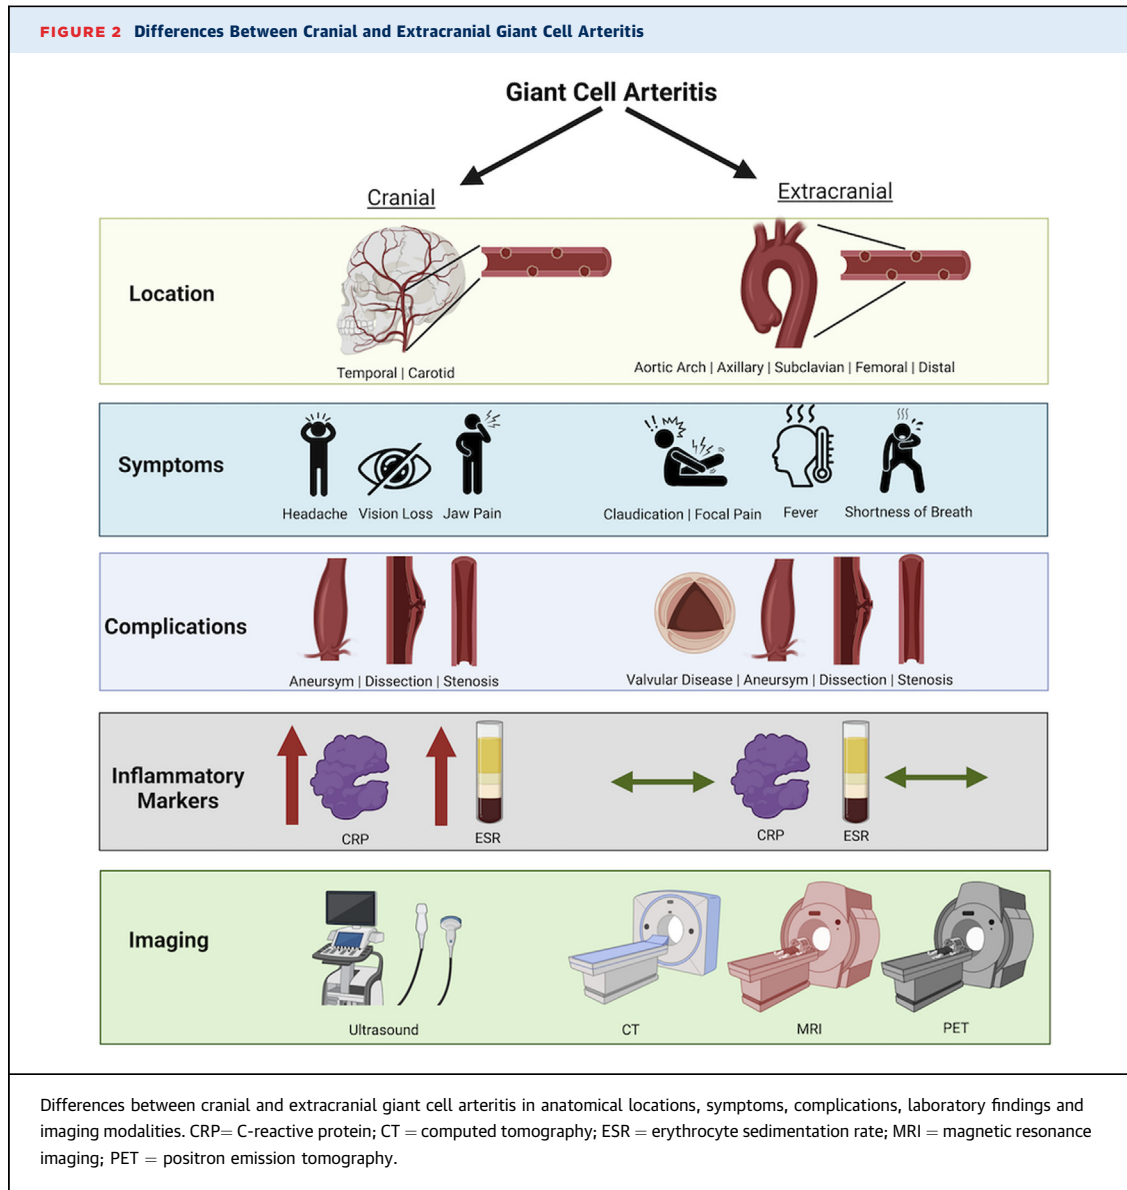 FIGURE 2 Differences Between Cranial and Extracranial Giant Cell Arteritis
Giant Cell Arteritis
Cranial
Extracranial
Location
Temporal | Carotid
Aortic Arch | Axillary | Subclavian | Femoral | Distal
Symptoms
Headache
Vision Loss
Jaw Pain
Claudication | Focal Pain
Fever
Shortness of Breath
Complications
Aneursym | Dissection | Stenosis
Valvular Disease | Aneursym | Dissection | Stenosis
Inflammatory
Markers
CRP
ESR
CRP
ESR
Imaging
Ultrasound
CT
MRI
PET
Differences between cranial and extracranial giant cell arteritis in anatomical locations, symptoms, complications, laboratory findings and
imaging modalities. CRP= C-reactive protein; CT = computed tomography; ESR = erythrocyte sedimentation rate; MRI = magnetic resonance
imaging; PET = positron emission tomography.